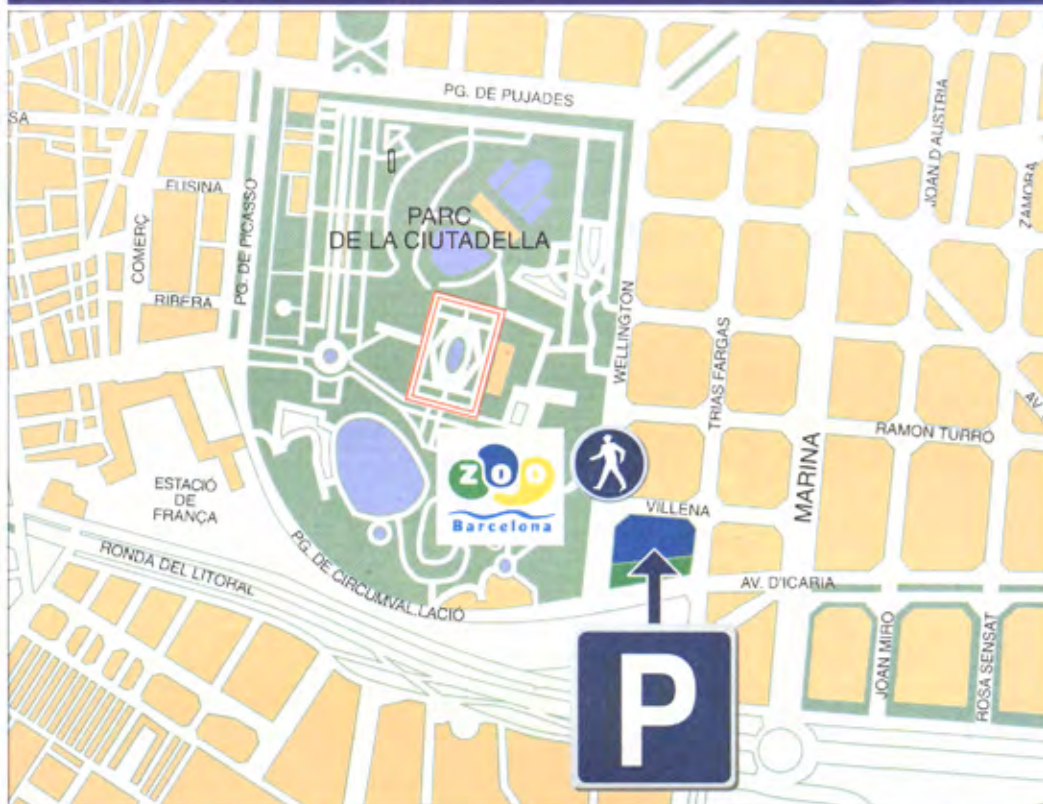 PG. DE PUJADES
SA
FUSINA
COMERÇ
PG. DE PICASSO
RIBERA
PARC
DE LA CIUTADELLA
JOAN D'AUSTRIA
ZAMORA
WELLINGTON
TRIAS FARGAS
AV.
RAMON TURRÓ
MARINA
zoo
Barcelona
VILLENA
ESTACIÓ
DE
FRANÇA
RONDA DEL LITORAL
PG. DE CIRCUMVAL.LACIÓ
AV. D'ICARIA
JOAN MIRO
ROSA SENSAT
P